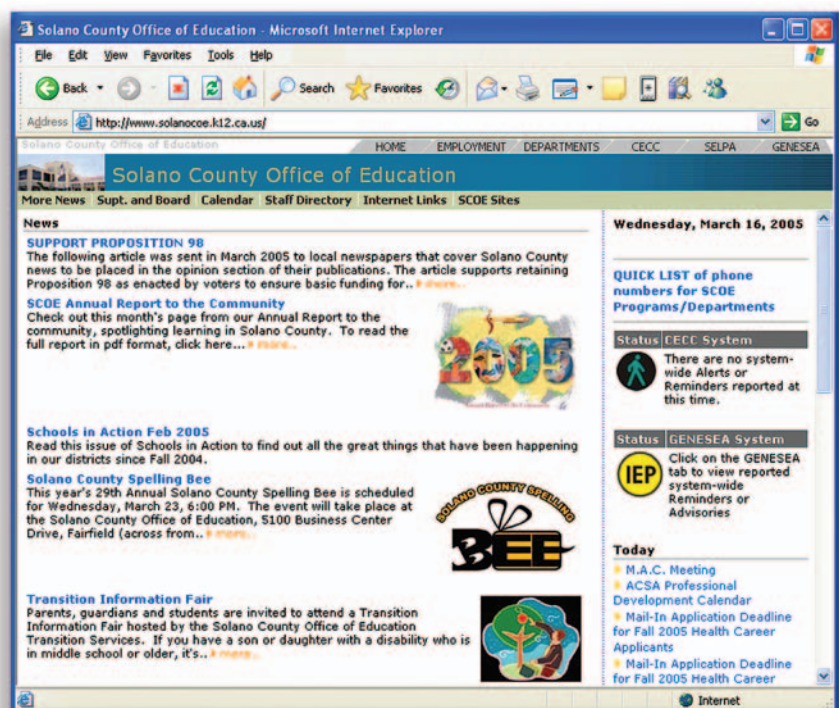 Solano County Office of Education - Microsoft Internet Explorer
File Edit View Favorites Tools Help
Back Search Favorites
Address http://www.solanocoe.k12.ca.us/ Go
Solano County Office of Education HOME EMPLOYMENT DEPARTMENTS CECC SELPA GENESEA
Solano County Office of Education
More News Supt. and Board Calendar Staff Directory Internet Links SCOE Sites
News
SUPPORT PROPOSITION 98
The following article was sent in March 2005 to local newspapers that cover Solano County
news to be placed in the opinion section of their publications. The article supports retaining
Proposition 98 as enacted by voters to ensure basic funding for.. more..
SCOE Annual Report to the Community
Check out this month's page from our Annual Report to the
community, spotlighting learning in Solano County. To read the
full report in pdf format, click here... more..
2005
Schools in Action Feb 2005
Read this issue of Schools in Action to find out all the great things that have been happening
in our districts since Fall 2004.
Solano County Spelling Bee
This year's 29th Annual Solano County Spelling Bee is scheduled
for Wednesday, March 23, 6:00 PM. The event will take place at
the Solano County Office of Education, 5100 Business Center
Drive, Fairfield (across from.. more..
SOLANO COUNTY SPELLING
BEE
Transition Information Fair
Parents, guardians and students are invited to attend a Transition
Information Fair hosted by the Solano County Office of Education
Transition Services. If you have a son or daughter with a disability who is
in middle school or older, it's.. more..
Wednesday, March 16, 2005
QUICK LIST of phone
numbers for SCOE
Programs/Departments
Status CECC System
There are no system-
wide Alerts or
Reminders reported at
this time.
Status GENESEA System
IEP
Click on the GENESEA
tab to view reported
system-wide
Reminders or
Advisories
Today
M.A.C. Meeting
ACSA Professional
Development Calendar
Mail-In Application Deadline
for Fall 2005 Health Career
Applicants
Mail-In Application Deadline
for Fall 2005 Health Career
Internet